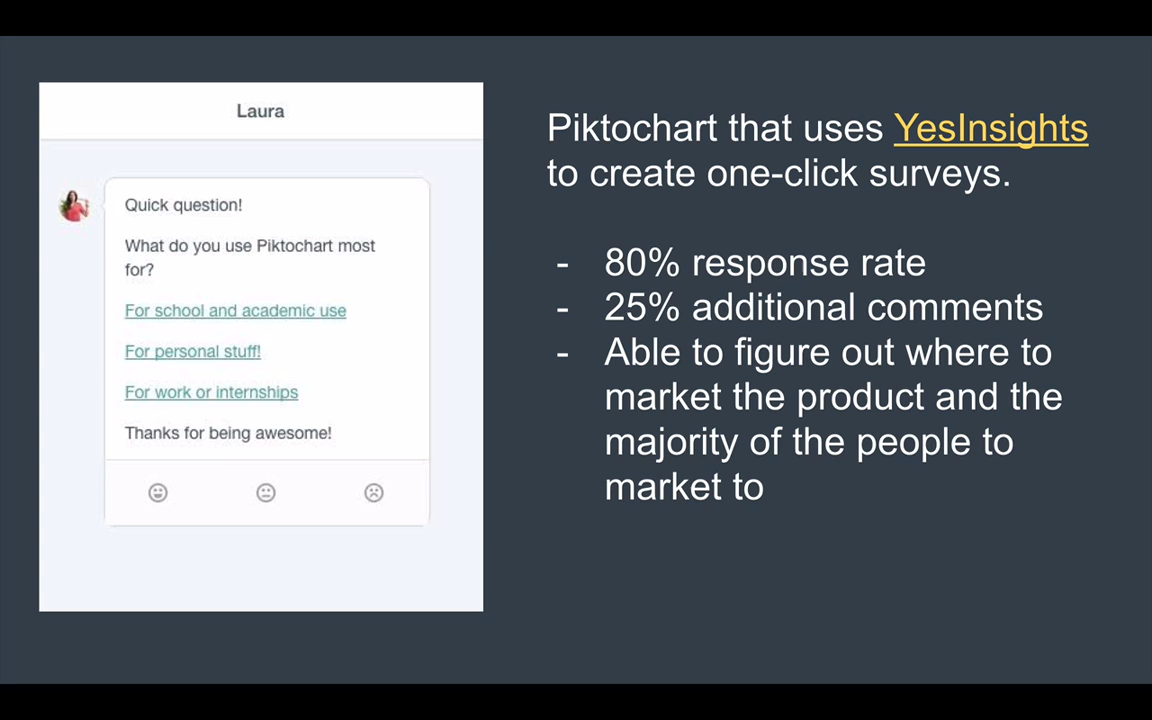 Laura
Quick question!
What do you use Piktochart most
for?
For school and academic use
For personal stuff!
For work or internships
Thanks for being awesome!
Piktochart that uses YesInsights
to create one-click surveys.
- 80% response rate
- 25% additional comments
- Able to figure out where to
market the product and the
majority of the people to
market to